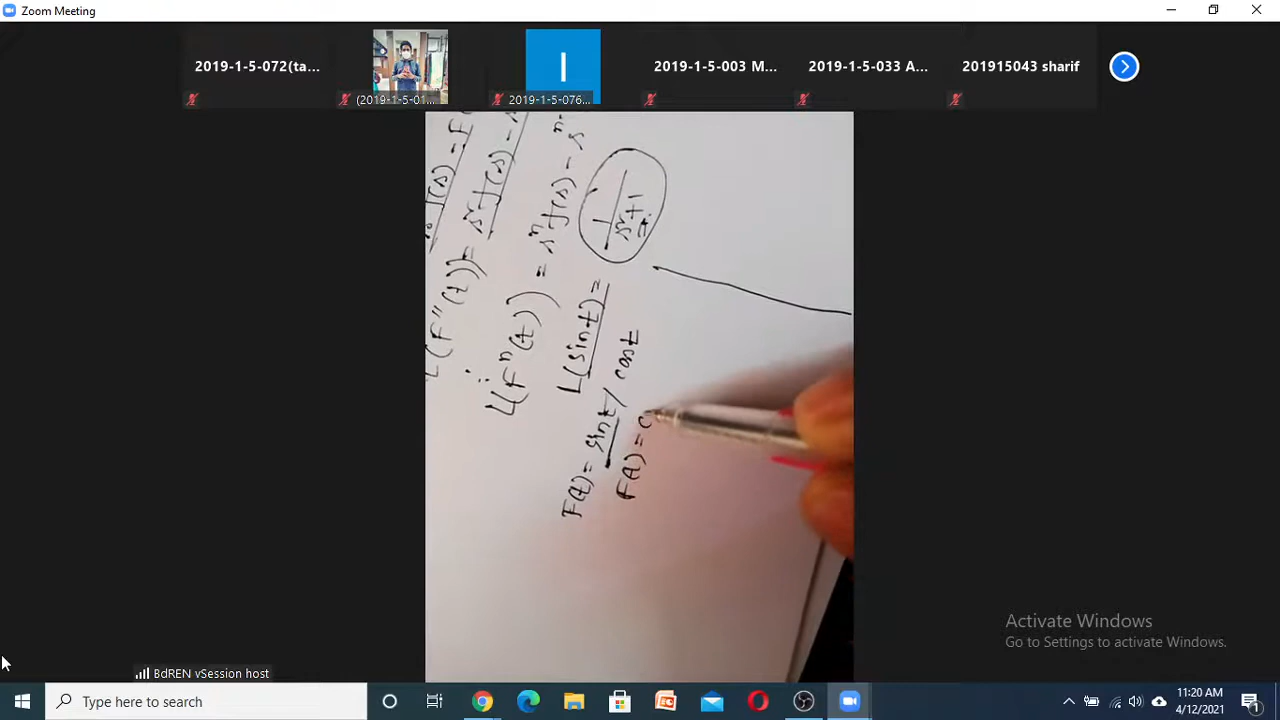 Zoom Meeting
2019-1-5-072(ta...
2019-1-5-003 M...
2019-1-5-033 A...
201915043 sharif
I
(2019-1-5-01...
2019-1-5-076...
L(F''(t)) = s²f(s) -
∴ L(Fⁿ(t)) = sⁿf(s) - sⁿ⁻
L(sint) = 1/s²+1
F(t) = sint / cost
F(t) = c
Activate Windows
Go to Settings to activate Windows.
BdREN vSession host
Type here to search
11:20 AM
4/12/2021
1